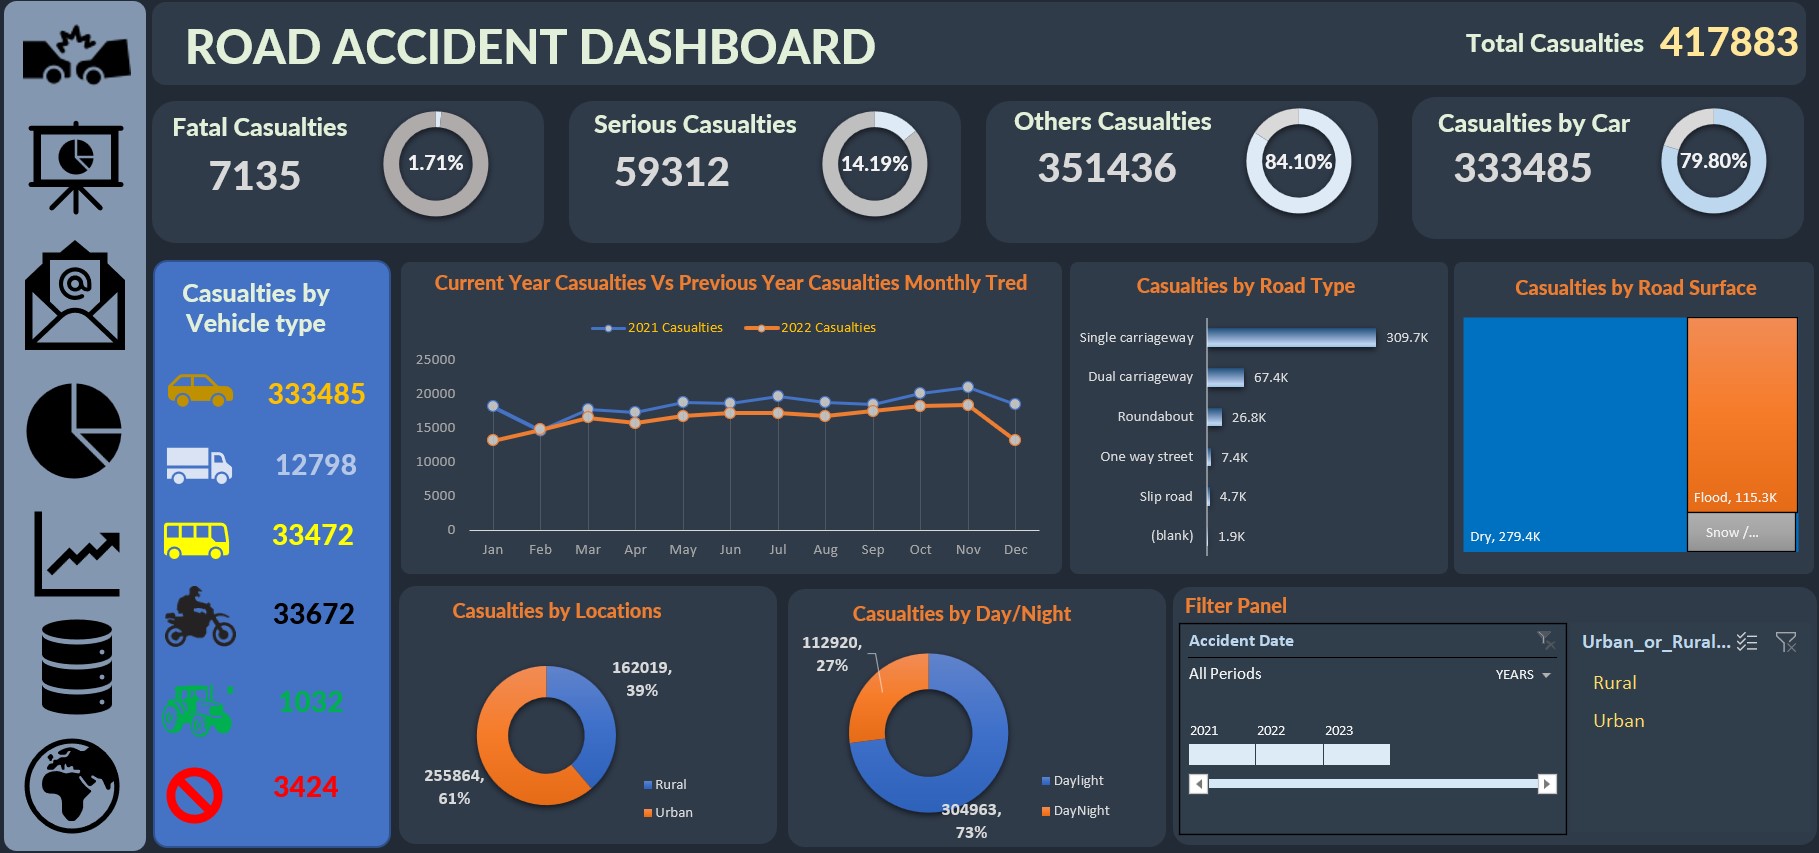 ROAD ACCIDENT DASHBOARD
Total Casualties 417883
Fatal Casualties
7135
1.71%
Serious Casualties
59312
14.19%
Others Casualties
351436
84.10%
Casualties by Car
333485
79.80%
Casualties by
Vehicle type
333485
12798
33472
33672
1032
3424
Current Year Casualties Vs Previous Year Casualties Monthly Tred
2021 Casualties 2022 Casualties
25000
20000
15000
10000
5000
0
Jan Feb Mar Apr May Jun Jul Aug Sep Oct Nov Dec
Casualties by Road Type
Single carriageway 309.7K
Dual carriageway 67.4K
Roundabout 26.8K
One way street 7.4K
Slip road 4.7K
(blank) 1.9K
Casualties by Road Surface
Flood, 115.3K
Snow /...
Dry, 279.4K
Casualties by Locations
162019,
39%
255864,
61%
Rural
Urban
Casualties by Day/Night
112920,
27%
304963,
73%
Daylight
DayNight
Filter Panel
Accident Date
All Periods YEARS
2021 2022 2023
Urban_or_Rural...
Rural
Urban
@